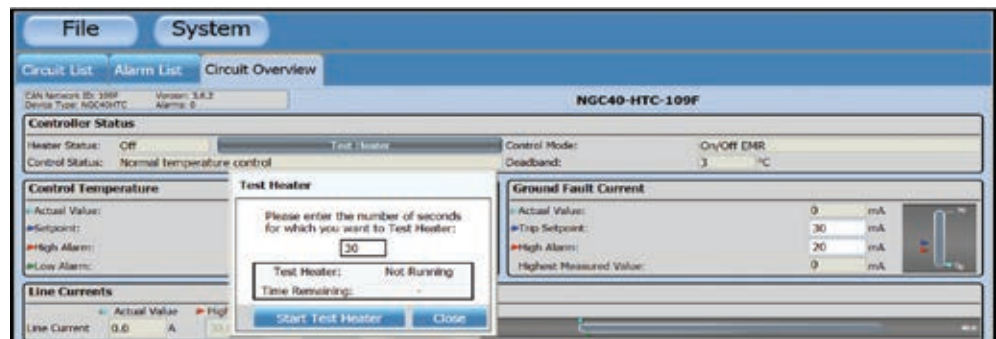 File System
Circuit List Alarm List Circuit Overview
CAN Network ID: 109F Version: 3.6.2
Device Type: NGC40HTC Alarms: 0
NGC40-HTC-109F
Controller Status
Heater Status: Off Test Heater Control Mode: On/Off EMR
Control Status: Normal temperature control Deadband: 3 °C
Control Temperature
Actual Value:
Setpoint:
High Alarm:
Low Alarm:
Test Heater
Please enter the number of seconds
for which you want to Test Heater:
30
Test Heater: Not Running
Time Remaining: -
Start Test Heater Close
Ground Fault Current
Actual Value: 0 mA
Trip Setpoint: 30 mA
High Alarm: 20 mA
Highest Measured Value: 0 mA
Line Currents
Actual Value High
Line Current 0.0 A